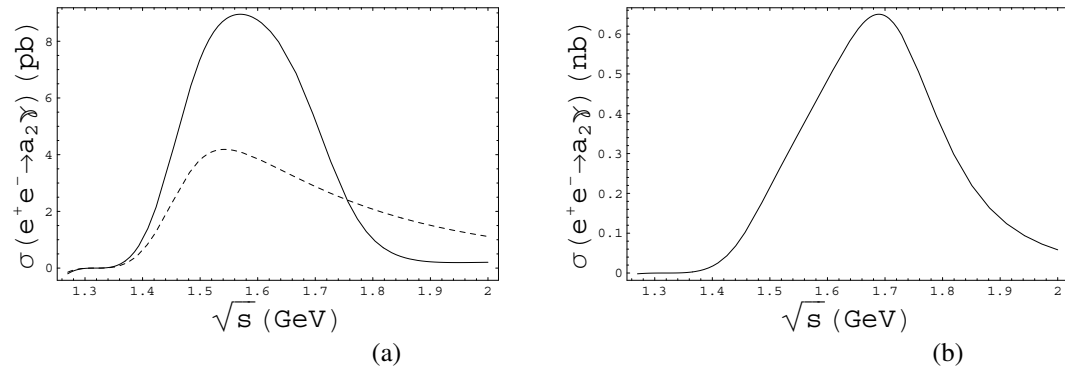 σ (e⁺e⁻→a₂γ) (pb)
8
6
4
2
0
1.3 1.4 1.5 1.6 1.7 1.8 1.9 2
√s (GeV)
(a)
σ (e⁺e⁻→a₂γ) (nb)
0.6
0.5
0.4
0.3
0.2
0.1
0
1.3 1.4 1.5 1.6 1.7 1.8 1.9 2
√s (GeV)
(b)